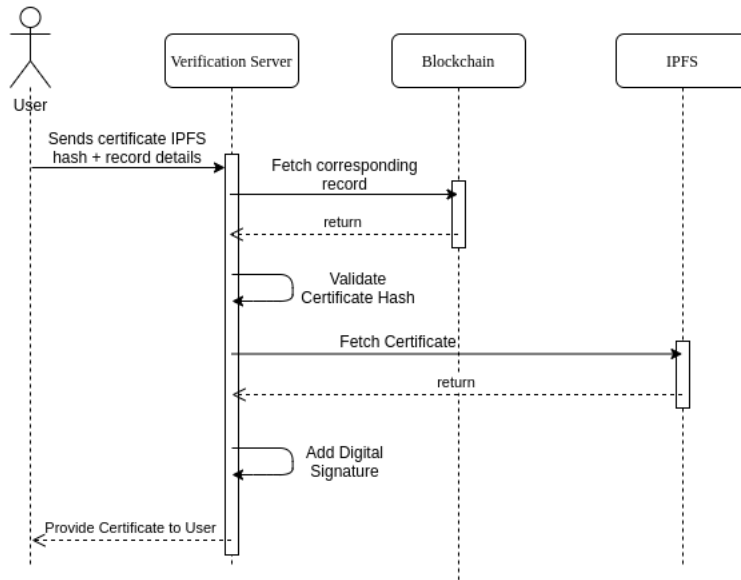 User
Verification Server
Blockchain
IPFS
Sends certificate IPFS
hash + record details
Fetch corresponding
record
return
Validate
Certificate Hash
Fetch Certificate
return
Add Digital
Signature
Provide Certificate to User